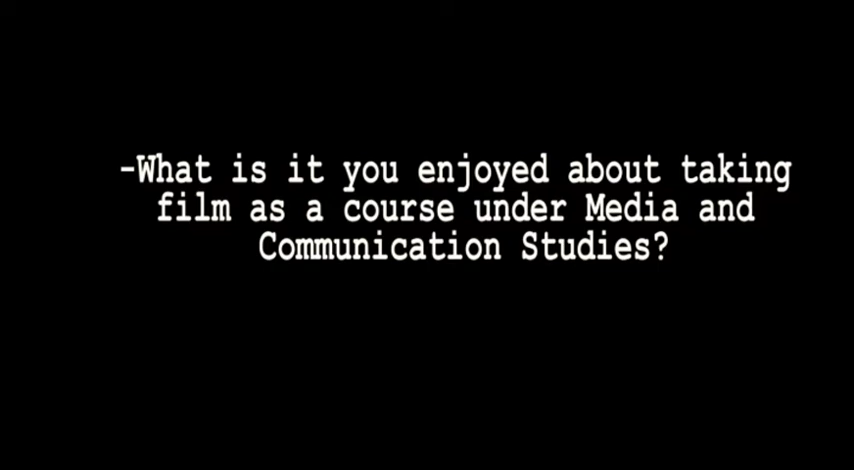 -What is it you enjoyed about taking
film as a course under Media and
Communication Studies?